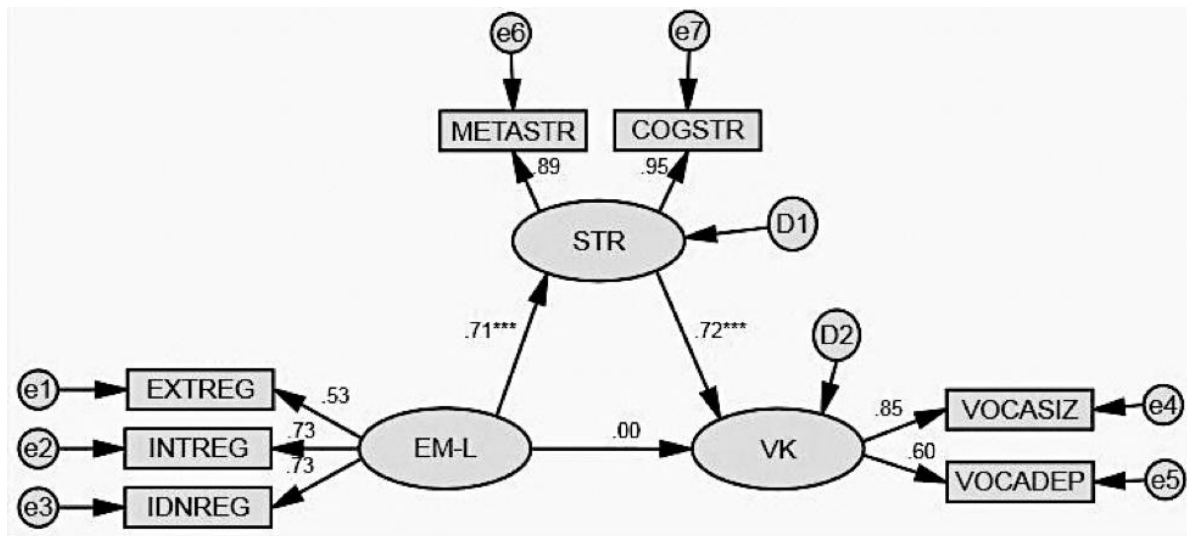 e6
e7
METASTR
COGSTR
.89
.95
STR
D1
.71***
.72***
D2
e1
EXTREG
.53
e2
INTREG
.73
EM-L
.00
VK
.85
VOCASIZ
e4
.73
.60
e3
IDNREG
VOCADEP
e5